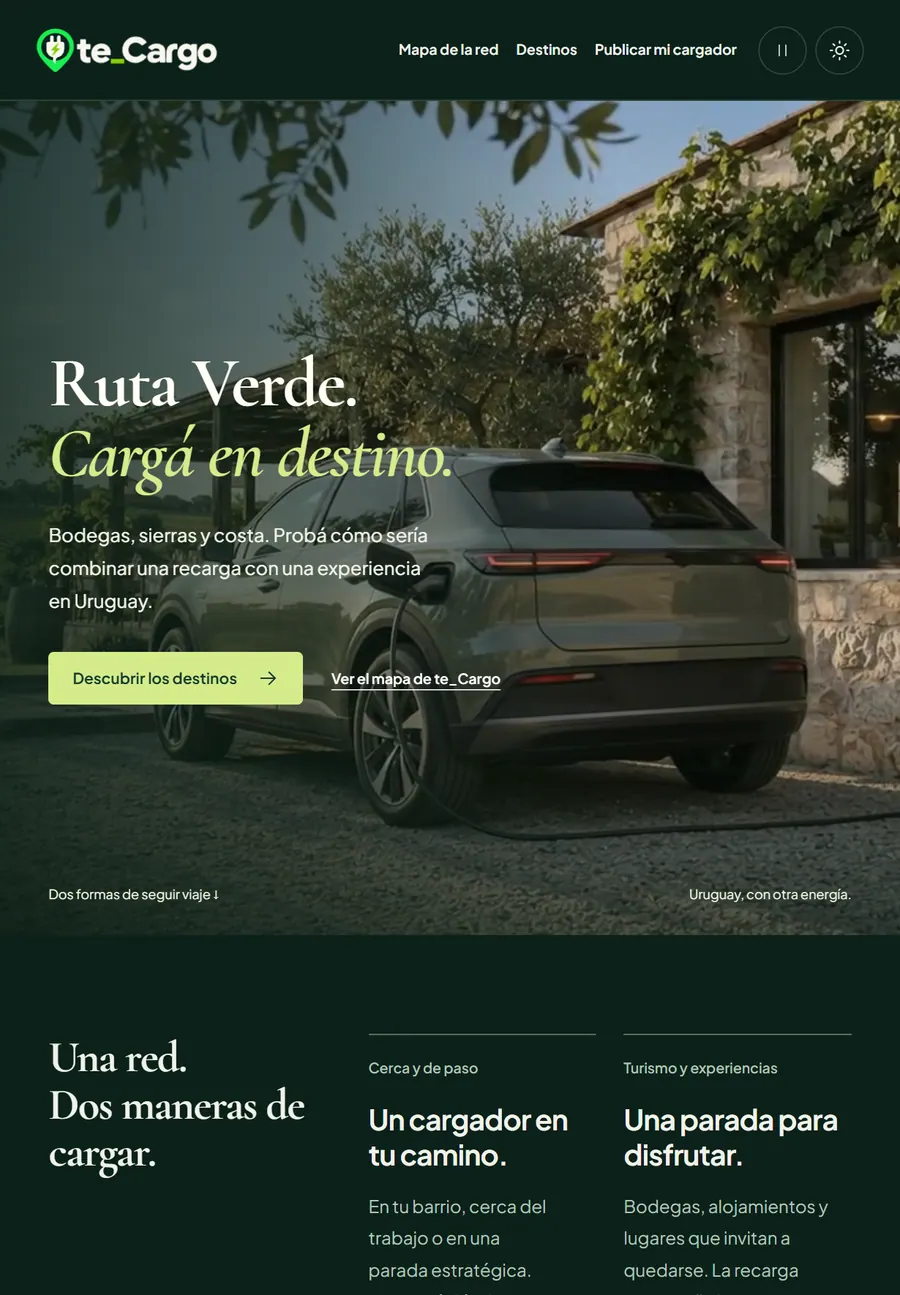 te_Cargo
Mapa de la red
Destinos
Publicar mi cargador
Ruta Verde.
Cargá en destino.
Bodegas, sierras y costa. Probá cómo sería
combinar una recarga con una experiencia
en Uruguay.
Descubrir los destinos →
Ver el mapa de te_Cargo
Dos formas de seguir viaje ↓
Uruguay, con otra energía.
Una red.
Dos maneras de
cargar.
Cerca y de paso
Un cargador en
tu camino.
En tu barrio, cerca del
trabajo o en una
parada estratégica.
Turismo y experiencias
Una parada para
disfrutar.
Bodegas, alojamientos y
lugares que invitan a
quedarse. La recarga